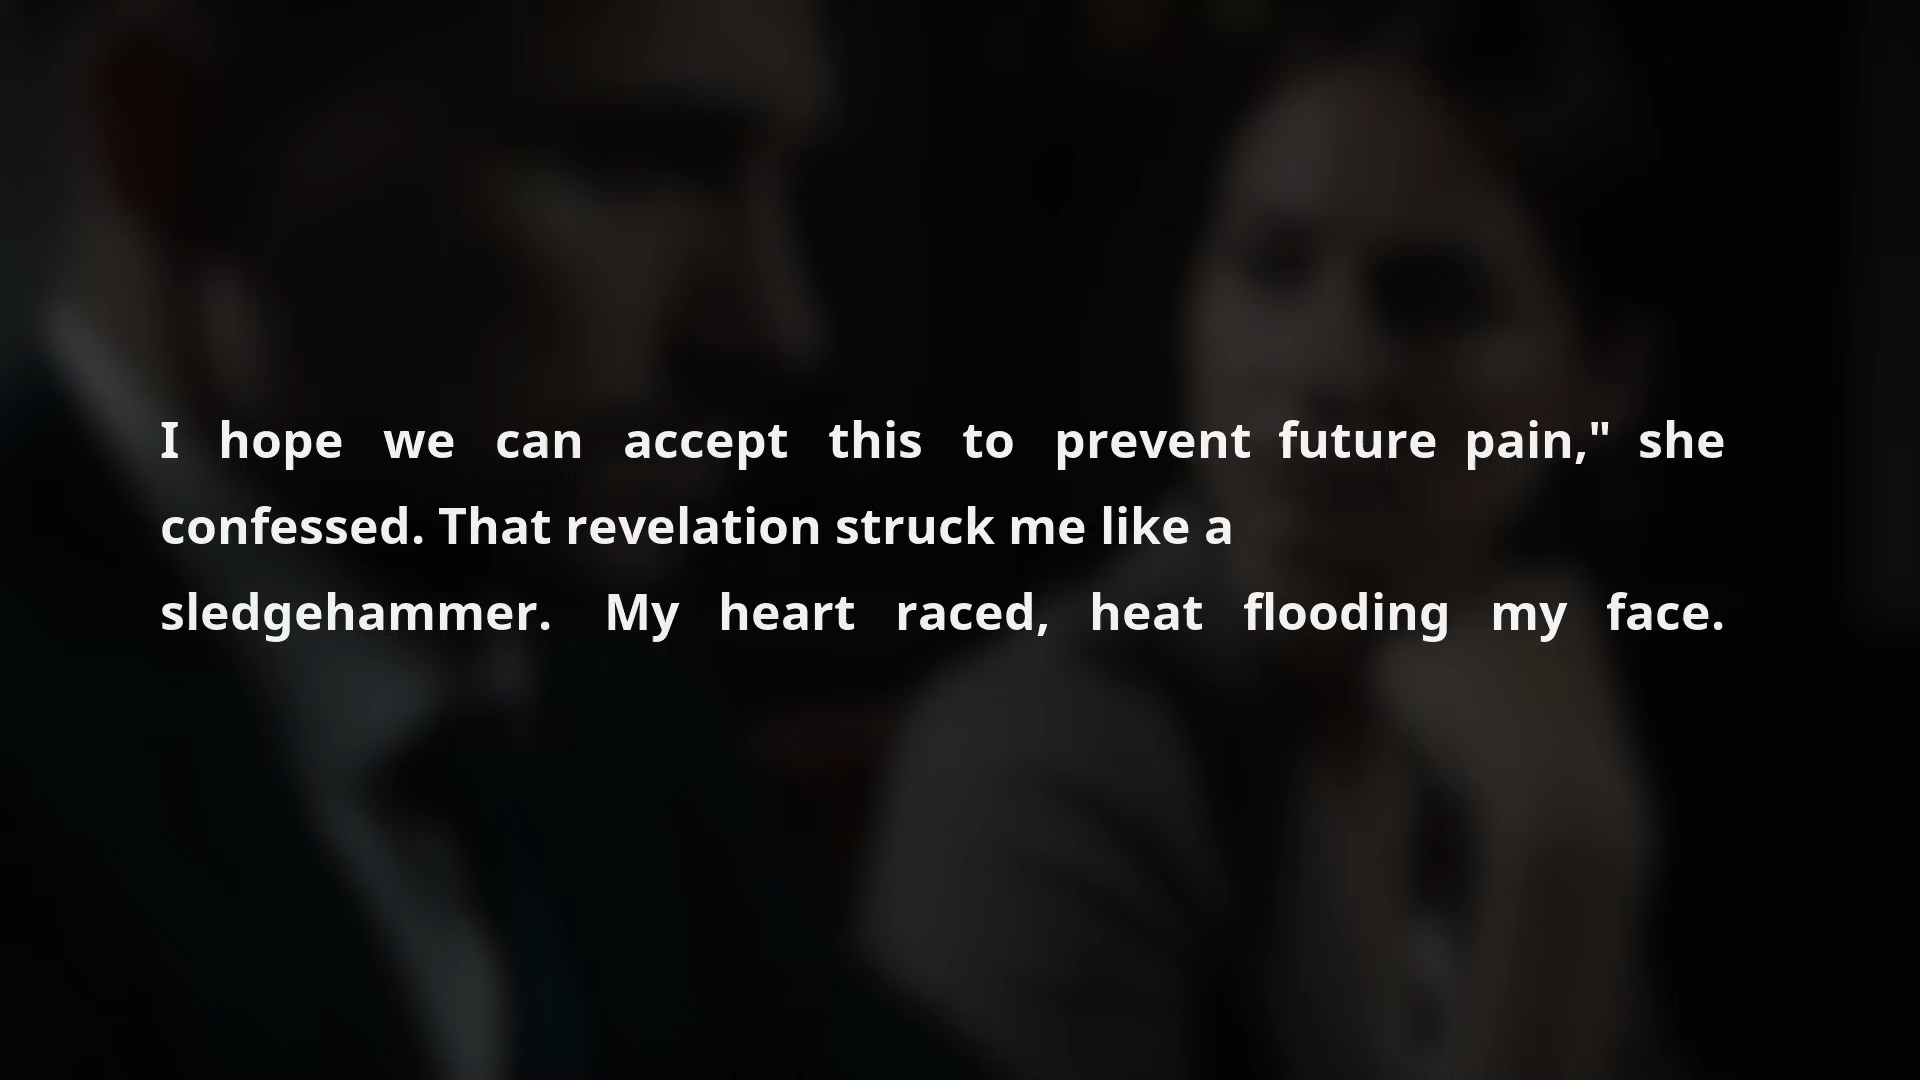 I hope we can accept this to prevent future pain," she
confessed. That revelation struck me like a
sledgehammer. My heart raced, heat flooding my face.